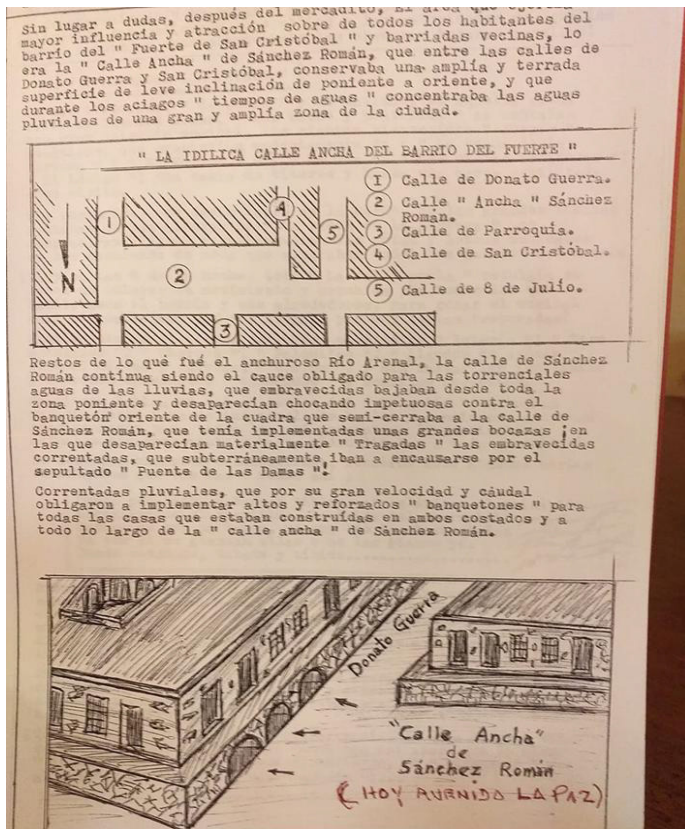 Sin lugar a dudas, después del mercadito, El área que
mayor influencia y atracción sobre de todos los habitantes del
barrio del " Fuerte de San Cristóbal " y barriadas vecinas, lo
era la " Calle Ancha " de Sánchez Román, que entre las calles de
Donato Guerra y San Cristóbal, conservaba una amplia y terrada
superficie de leve inclinación de poniente a oriente, y que
durante los aciagos " tiempos de aguas " concentraba las aguas
pluviales de una gran y amplía zona de la ciudad.
" LA IDILICA CALLE ANCHA DEL BARRIO DEL FUERTE "
1 Calle de Donato Guerra.
2 Calle " Ancha " Sánchez
Román.
3 Calle de Parroquia.
4 Calle de San Cristóbal.
5 Calle de 8 de Julio.
1
4
5
2
N
3
Restos de lo qué fué el anchuroso Río Arenal, la calle de Sánchez
Román contínua siendo el cauce obligado para las torrenciales
aguas de las lluvias, que embravecidas bajaban desde toda la
zona poniente y desaparecían chocando impetuosas contra el
banquetón oriente de la cuadra que semi-cerraba a la calle de
Sánchez Román, que tenía implementadas unas grandes bocazas ¡en
las que desaparecían materialmente " Tragadas " las embravecidas
correntadas, que subterráneamente iban a encausarse por el
sepultado " Puente de las Damas "!
Correntadas pluviales, que por su gran velocidad y cáudal
obligaron a implementar altos y reforzados " banquetones " para
todas las casas que estaban construídas en ambos costados y a
todo lo largo de la " calle ancha " de Sánchez Román.
Donato Guerra
"Calle Ancha"
de
Sánchez Román
( HOY AVENIDA LA PAZ)